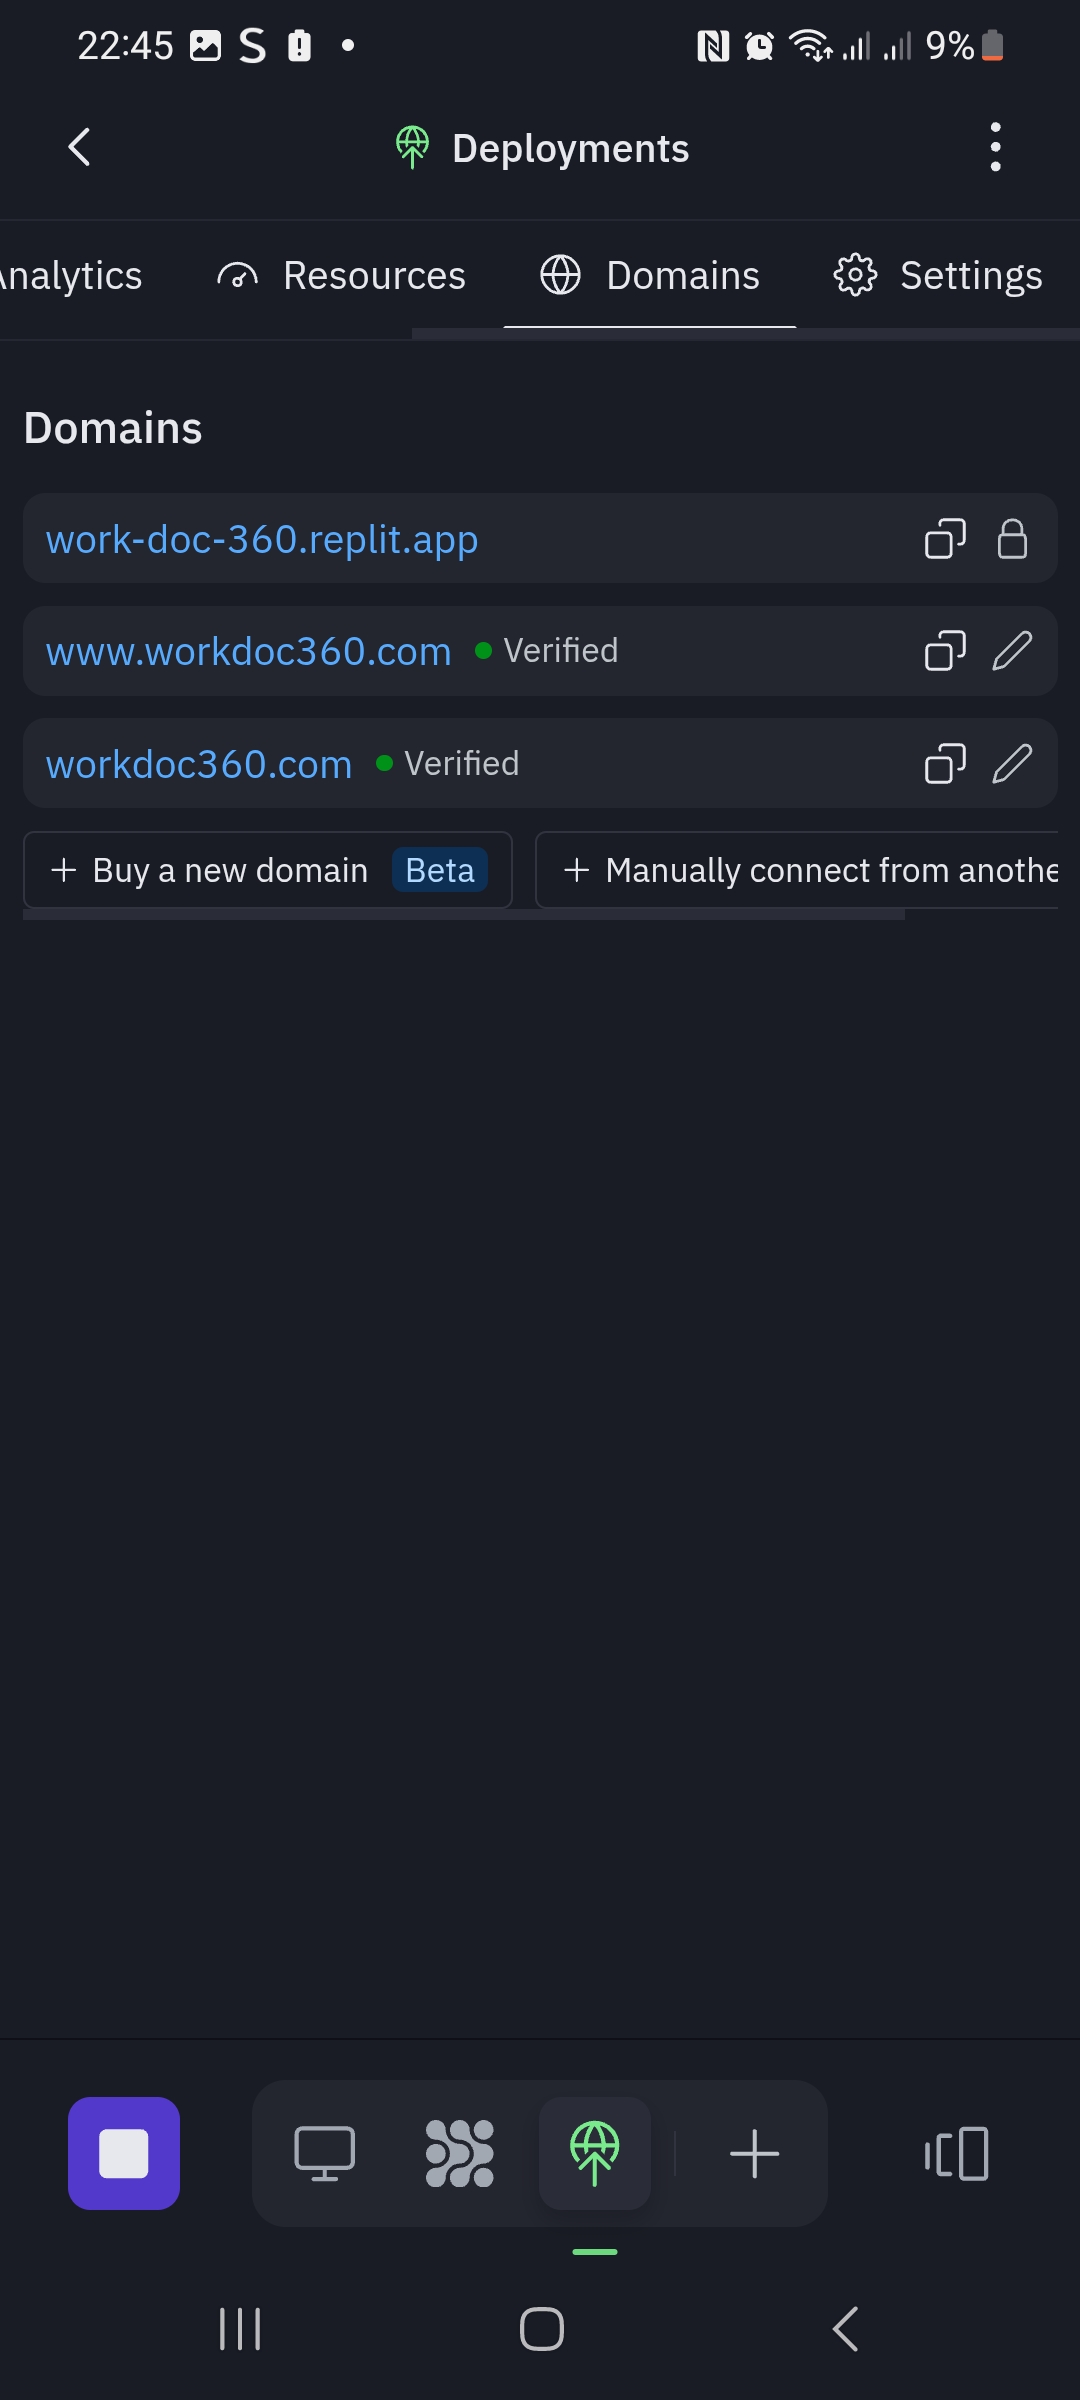 22:45
9%
Deployments
Analytics Resources Domains Settings
Domains
work-doc-360.replit.app
www.workdoc360.com Verified
workdoc360.com Verified
+ Buy a new domain Beta + Manually connect from anothe